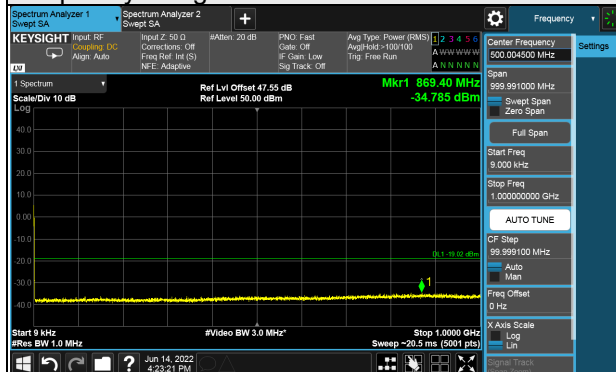 Spectrum Analyzer 1
Swept SA
Spectrum Analyzer 2
Swept SA
+
Frequency
KEYSIGHT
LXI
Input: RF
Coupling: DC
Align: Auto
Input Z: 50 Ω
Corrections: Off
Freq Ref: Int (S)
NFE: Adaptive
#Atten: 20 dB
PNO: Fast
Gate: Off
IF Gain: Low
Sig Track: Off
Avg Type: Power (RMS)
Avg|Hold:>100/100
Trig: Free Run
1 2 3 4 5 6
A W W W W W
A N N N N N
1 Spectrum
Scale/Div 10 dB
Log
Ref Lvl Offset 47.55 dB
Ref Level 50.00 dBm
Mkr1 869.40 MHz
-34.785 dBm
40.0
30.0
20.0
10.0
0.00
-10.0
-20.0
-30.0
-40.0
DL1 -19.02 dBm
1
Start 9 kHz
#Res BW 1.0 MHz
#Video BW 3.0 MHz*
Stop 1.0000 GHz
Sweep ~20.5 ms (5001 pts)
Jun 14, 2022
4:23:21 PM
Center Frequency
500.004500 MHz
Settings
Span
999.991000 MHz
Swept Span
Zero Span
Full Span
Start Freq
9.000 kHz
Stop Freq
1.000000000 GHz
AUTO TUNE
CF Step
99.999100 MHz
Auto
Man
Freq Offset
0 Hz
X Axis Scale
Log
Lin
Signal Track